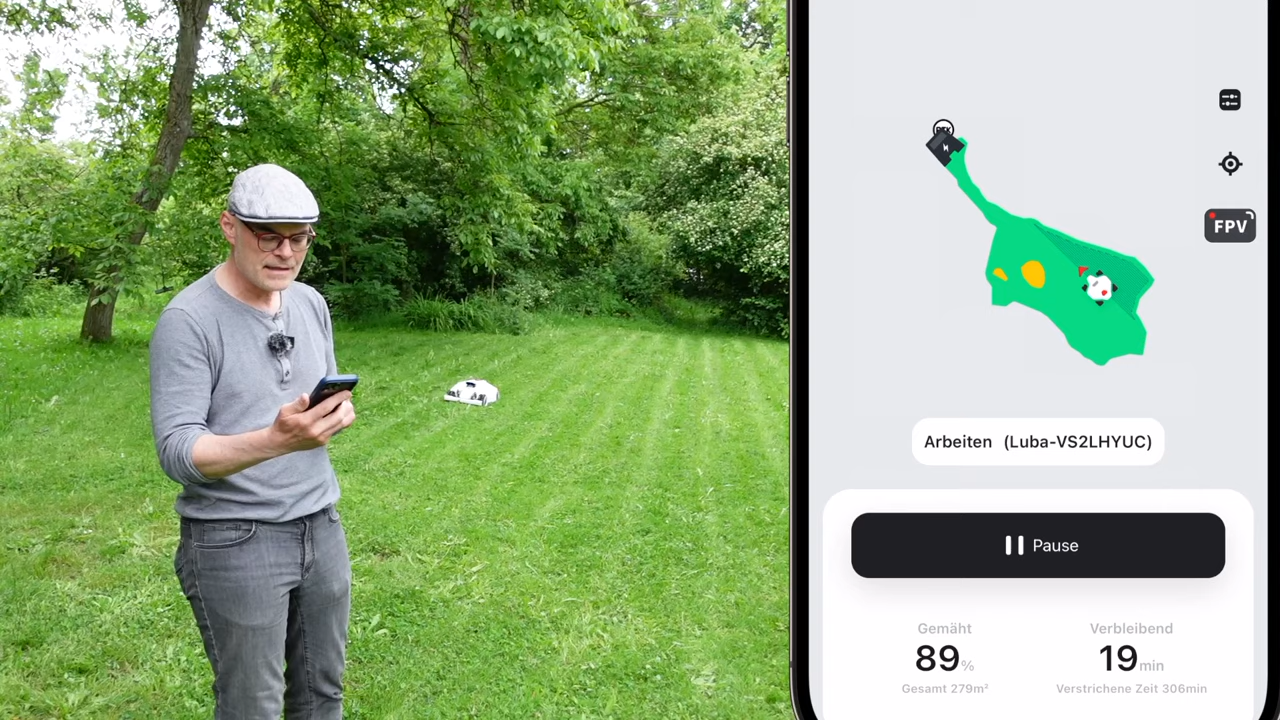 FPV
Arbeiten (Luba-VS2LHYUC)
Pause
Gemäht
Verbleibend
89%
19min
Gesamt 279m²
Verstrichene Zeit 306min